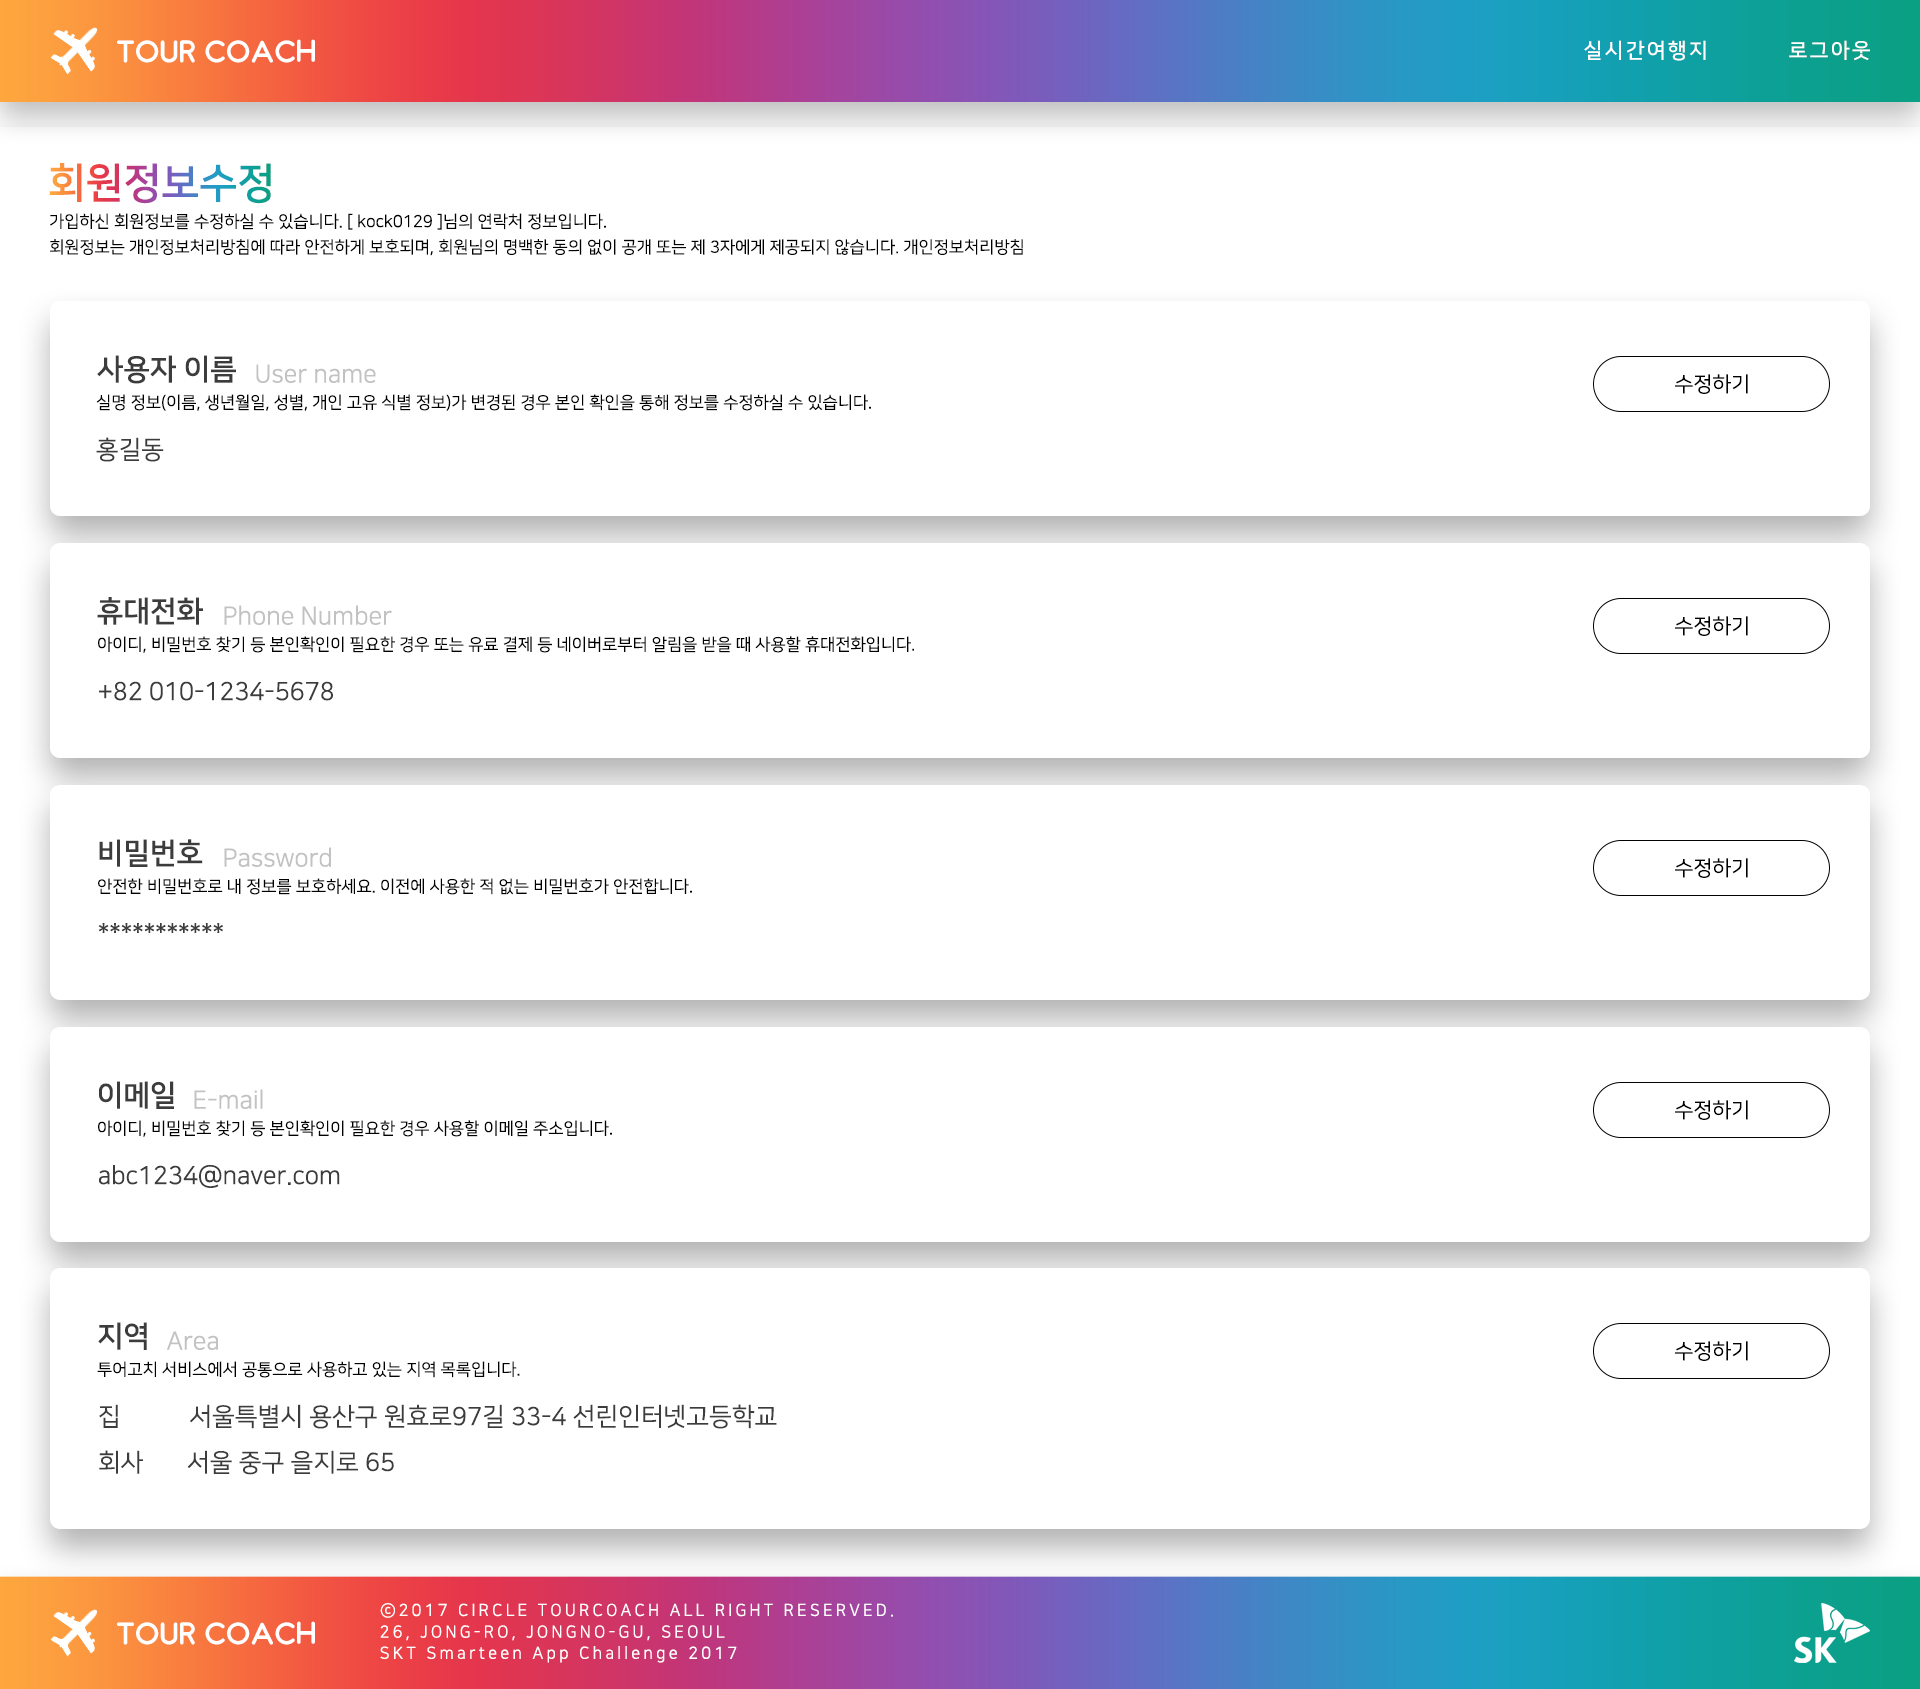 TOUR COACH 실시간여행지 로그아웃
회원정보수정
가입하신 회원정보를 수정하실 수 있습니다. [ kock0129 ]님의 연락처 정보입니다.
회원정보는 개인정보처리방침에 따라 안전하게 보호되며, 회원님의 명백한 동의 없이 공개 또는 제 3자에게 제공되지 않습니다. 개인정보처리방침
사용자 이름 User name
수정하기
실명 정보(이름, 생년월일, 성별, 개인 고유 식별 정보)가 변경된 경우 본인 확인을 통해 정보를 수정하실 수 있습니다.
홍길동
휴대전화 Phone Number
수정하기
아이디, 비밀번호 찾기 등 본인확인이 필요한 경우 또는 유료 결제 등 네이버로부터 알림을 받을 때 사용할 휴대전화입니다.
+82 010-1234-5678
비밀번호 Password
수정하기
안전한 비밀번호로 내 정보를 보호하세요. 이전에 사용한 적 없는 비밀번호가 안전합니다.
***********
이메일 E-mail
수정하기
아이디, 비밀번호 찾기 등 본인확인이 필요한 경우 사용할 이메일 주소입니다.
abc1234@naver.com
지역 Area
수정하기
투어고치 서비스에서 공통으로 사용하고 있는 지역 목록입니다.
집 서울특별시 용산구 원효로97길 33-4 선린인터넷고등학교
회사 서울 중구 을지로 65
TOUR COACH
©2017 CIRCLE TOURCOACH ALL RIGHT RESERVED.
26, JONG-RO, JONGNO-GU, SEOUL
SKT Smarteen App Challenge 2017
SK